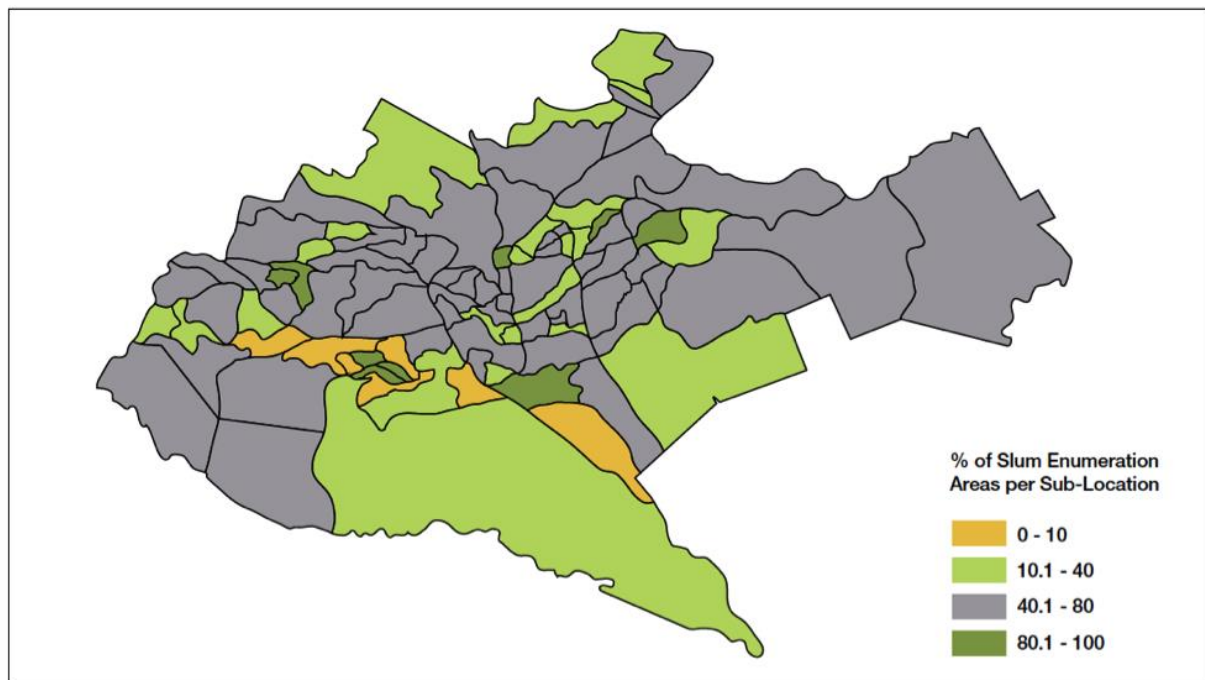 % of Slum Enumeration
Areas per Sub-Location
0 - 10
10.1 - 40
40.1 - 80
80.1 - 100